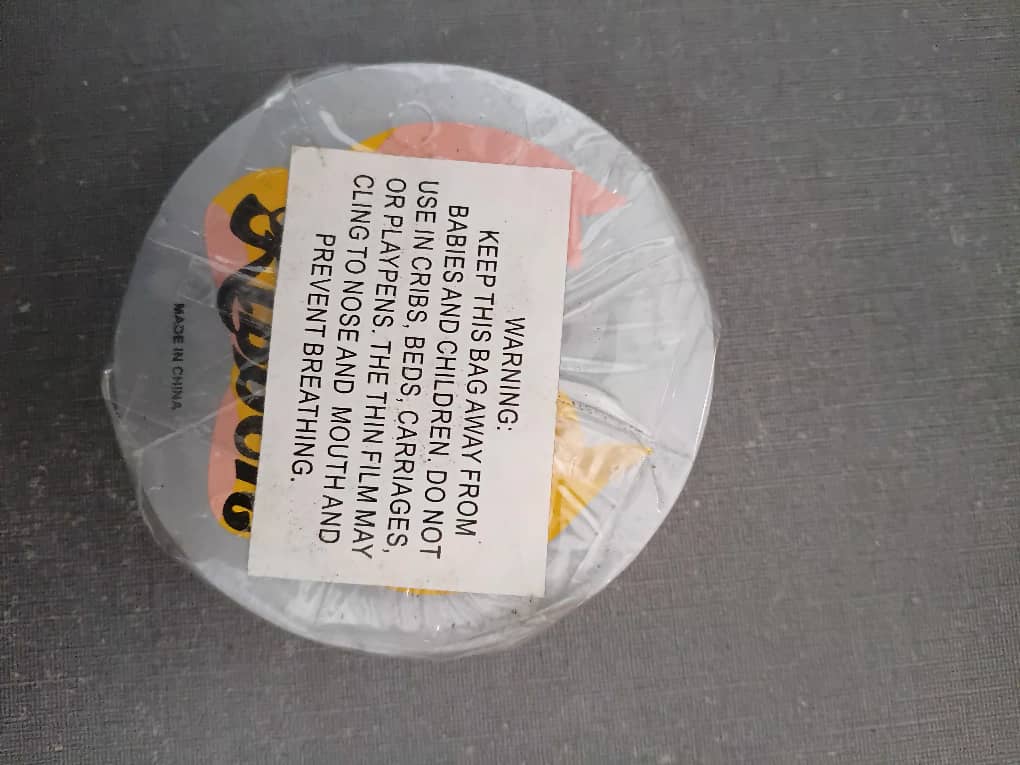 WARNING:
KEEP THIS BAG AWAY FROM
BABIES AND CHILDREN. DO NOT
USE IN CRIBS, BEDS, CARRIAGES,
OR PLAYPENS. THE THIN FILM MAY
CLING TO NOSE AND MOUTH AND
PREVENT BREATHING.
MADE IN CHINA